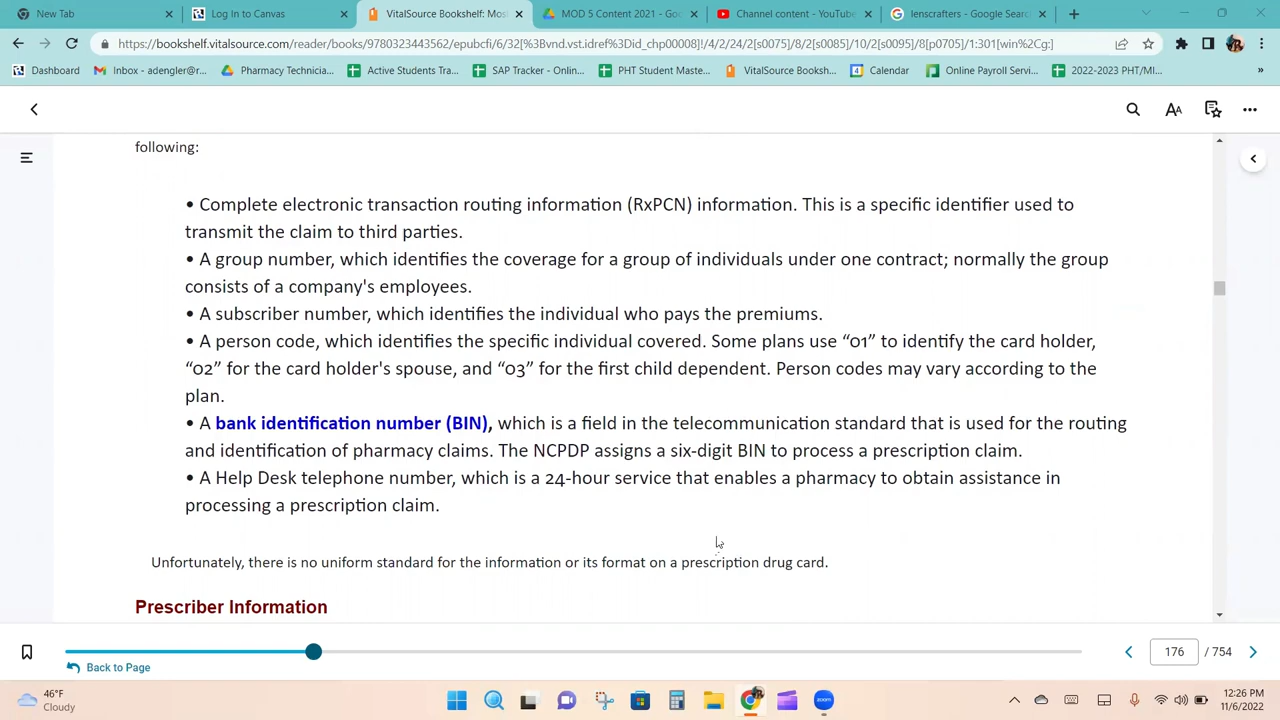 New Tab
Log In to Canvas
VitalSource Bookshelf: Mos
MOD 5 Content 2021 - Goo
Channel content - YouTube
lenscrafters - Google Searc
https://bookshelf.vitalsource.com/reader/books/9780323443562/epubcfi/6/32[%3Bvnd.vst.idref%3Did_chp00008]!/4/2/24/2[s0075]/8/2[s0085]/10/2[s0095]/8[p0705]/1:301[win%2Cg:]
Dashboard
Inbox - adengler@r...
Pharmacy Technicia...
Active Students Tra...
SAP Tracker - Onlin...
PHT Student Maste...
VitalSource Booksh...
Calendar
Online Payroll Servi...
2022-2023 PHT/MI...
following:
• Complete electronic transaction routing information (RxPCN) information. This is a specific identifier used to
transmit the claim to third parties.
• A group number, which identifies the coverage for a group of individuals under one contract; normally the group
consists of a company's employees.
• A subscriber number, which identifies the individual who pays the premiums.
• A person code, which identifies the specific individual covered. Some plans use “01” to identify the card holder,
“02” for the card holder's spouse, and “03” for the first child dependent. Person codes may vary according to the
plan.
• A bank identification number (BIN), which is a field in the telecommunication standard that is used for the routing
and identification of pharmacy claims. The NCPDP assigns a six-digit BIN to process a prescription claim.
• A Help Desk telephone number, which is a 24-hour service that enables a pharmacy to obtain assistance in
processing a prescription claim.
Unfortunately, there is no uniform standard for the information or its format on a prescription drug card.
Prescriber Information
Back to Page
176 / 754
46°F
Cloudy
12:26 PM
11/6/2022